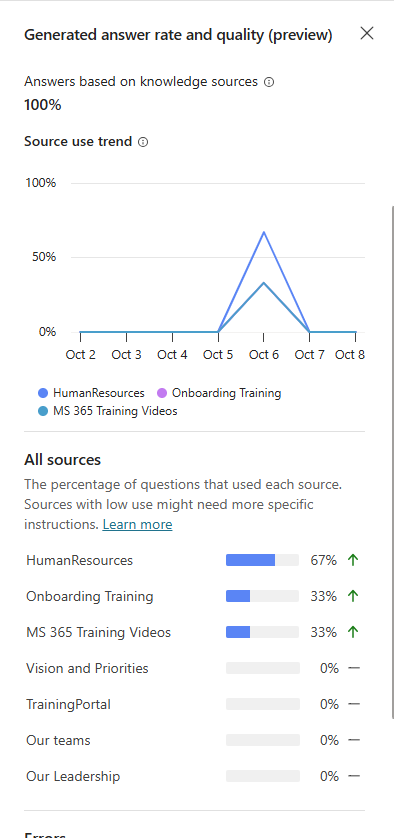 Generated answer rate and quality (preview)
Answers based on knowledge sources
100%
Source use trend
100%
50%
0%
Oct 2 Oct 3 Oct 4 Oct 5 Oct 6 Oct 7 Oct 8
HumanResources Onboarding Training
MS 365 Training Videos
All sources
The percentage of questions that used each source.
Sources with low use might need more specific
instructions. Learn more
HumanResources 67%
Onboarding Training 33%
MS 365 Training Videos 33%
Vision and Priorities 0%
TrainingPortal 0%
Our teams 0%
Our Leadership 0%
Errors